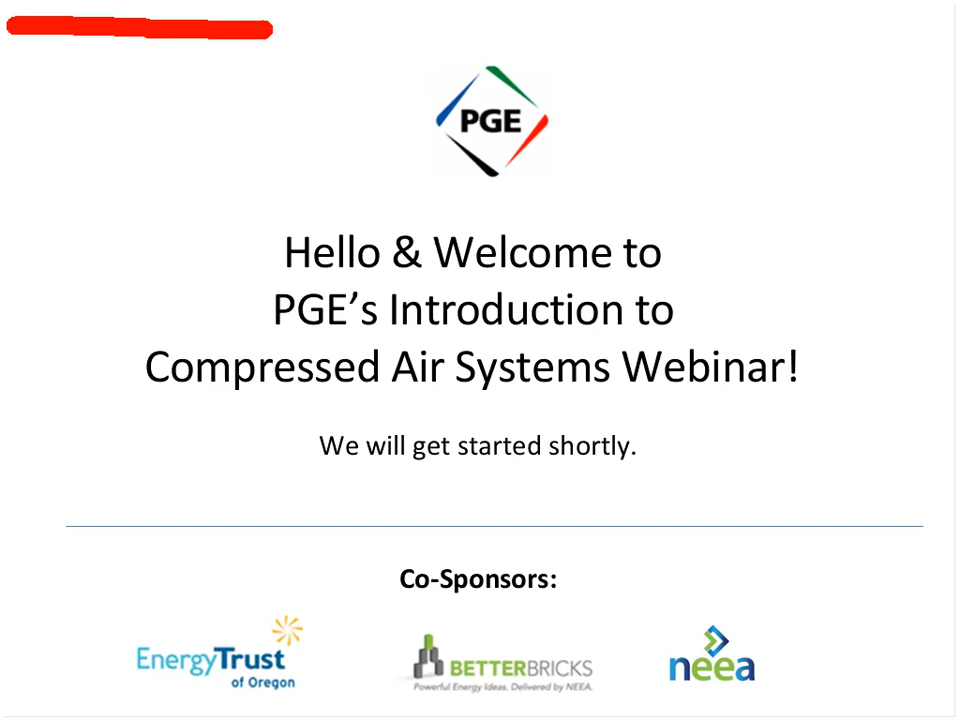 PGE
Hello & Welcome to
PGE’s Introduction to
Compressed Air Systems Webinar!
We will get started shortly.
Co-Sponsors:
EnergyTrust
of Oregon
BETTERBRICKS
Powerful Energy Ideas. Delivered by NEEA.
neea